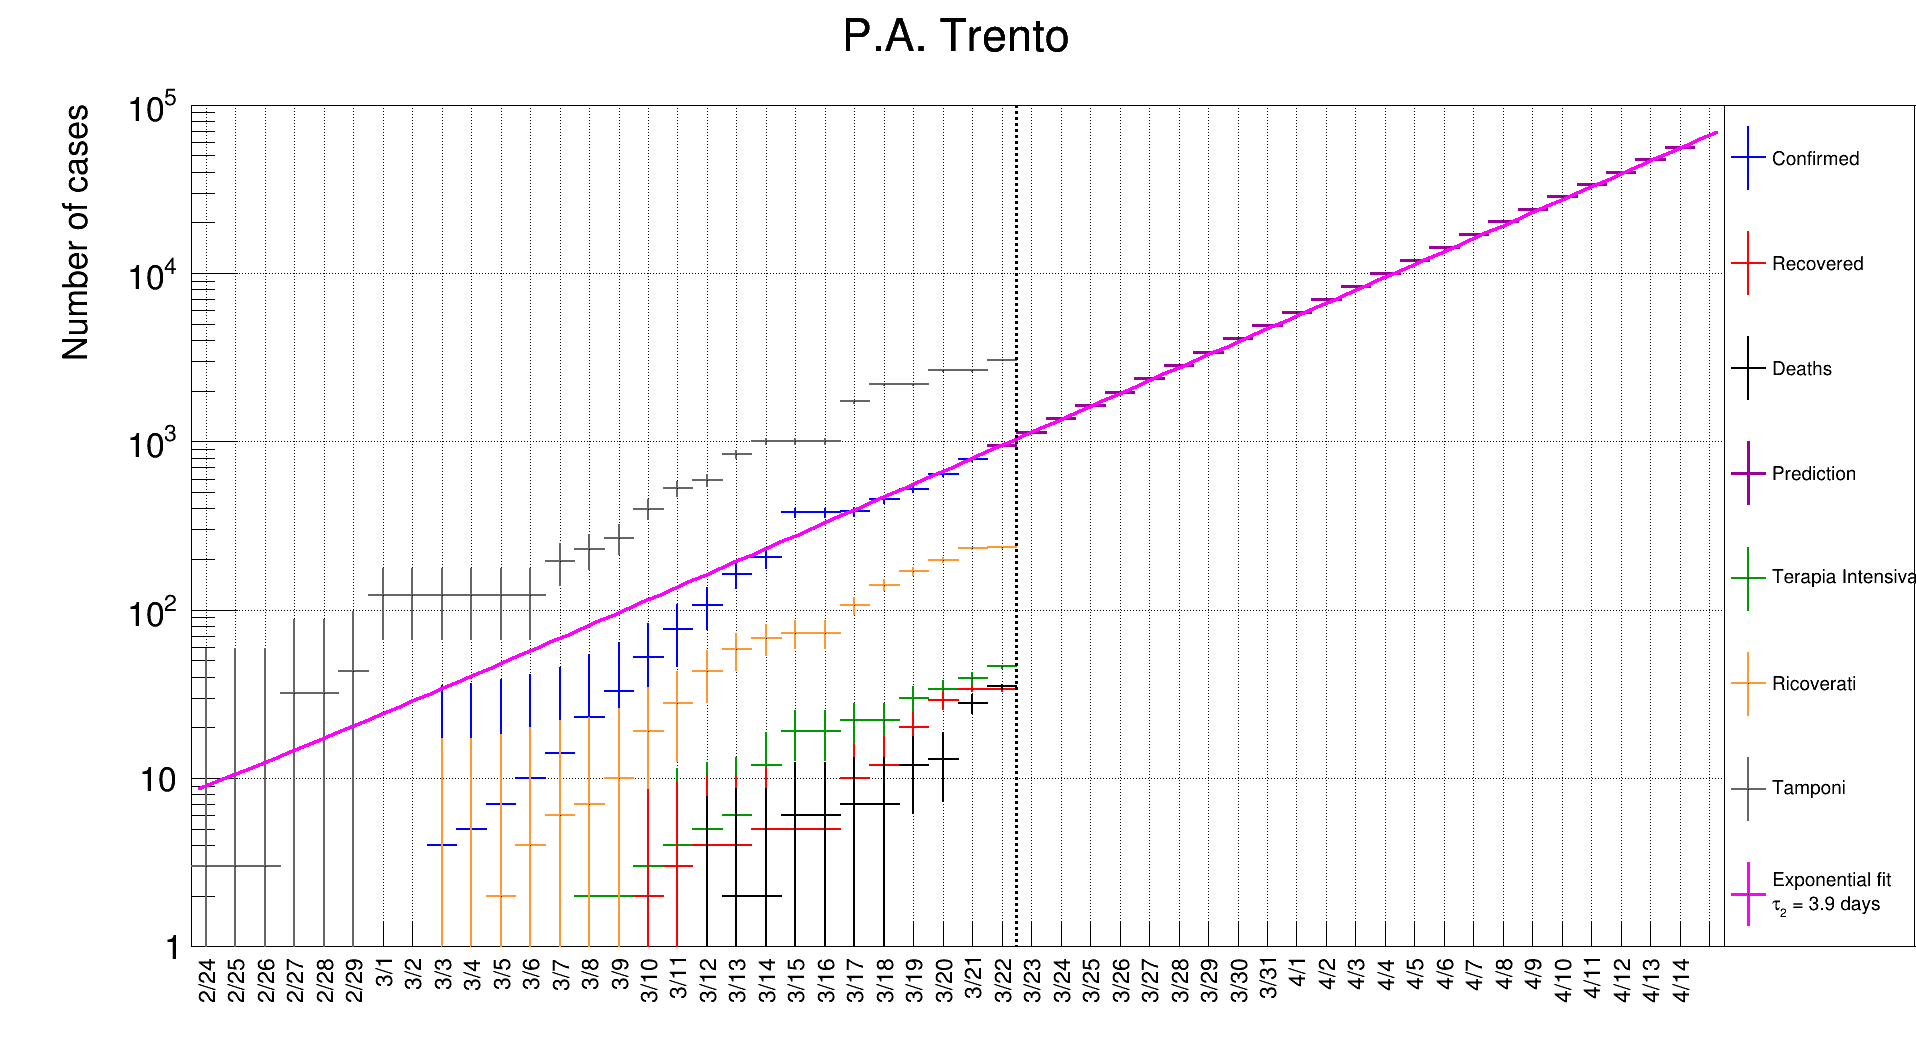 P.A. Trento
Number of cases
10^5
10^4
10^3
10^2
10
1
2/24 2/25 2/26 2/27 2/28 2/29 3/1 3/2 3/3 3/4 3/5 3/6 3/7 3/8 3/9 3/10 3/11 3/12 3/13 3/14 3/15 3/16 3/17 3/18 3/19 3/20 3/21 3/22 3/23 3/24 3/25 3/26 3/27 3/28 3/29 3/30 3/31 4/1 4/2 4/3 4/4 4/5 4/6 4/7 4/8 4/9 4/10 4/11 4/12 4/13 4/14
Confirmed
Recovered
Deaths
Prediction
Terapia Intensiva
Ricoverati
Tamponi
Exponential fit
τ₂ = 3.9 days